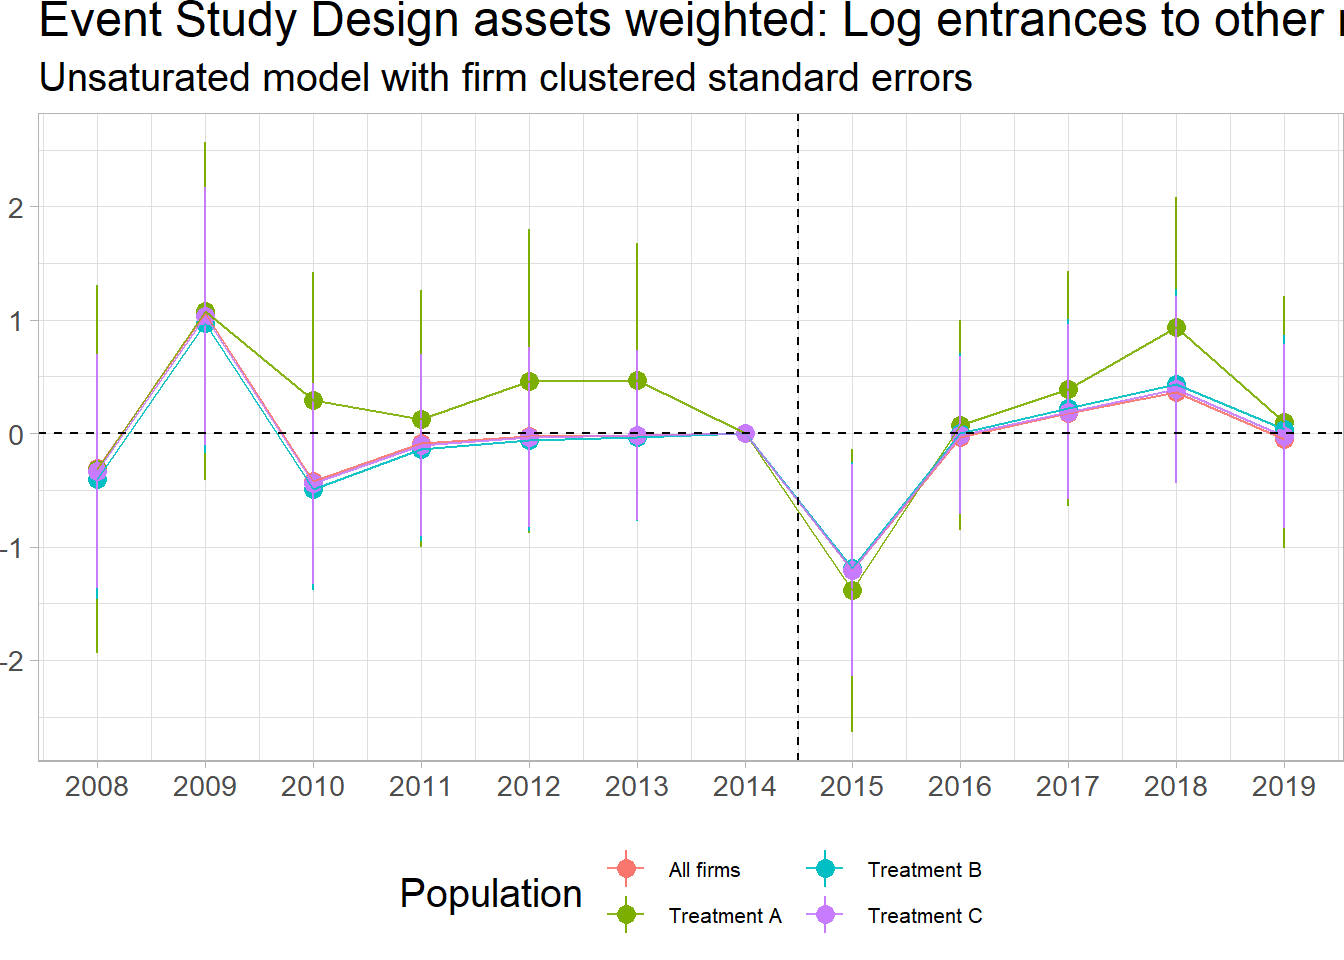 Event Study Design assets weighted: Log entrances to other
Unsaturated model with firm clustered standard errors
2
1
0
-1
-2
2008 2009 2010 2011 2012 2013 2014 2015 2016 2017 2018 2019
Population
All firms
Treatment A
Treatment B
Treatment C